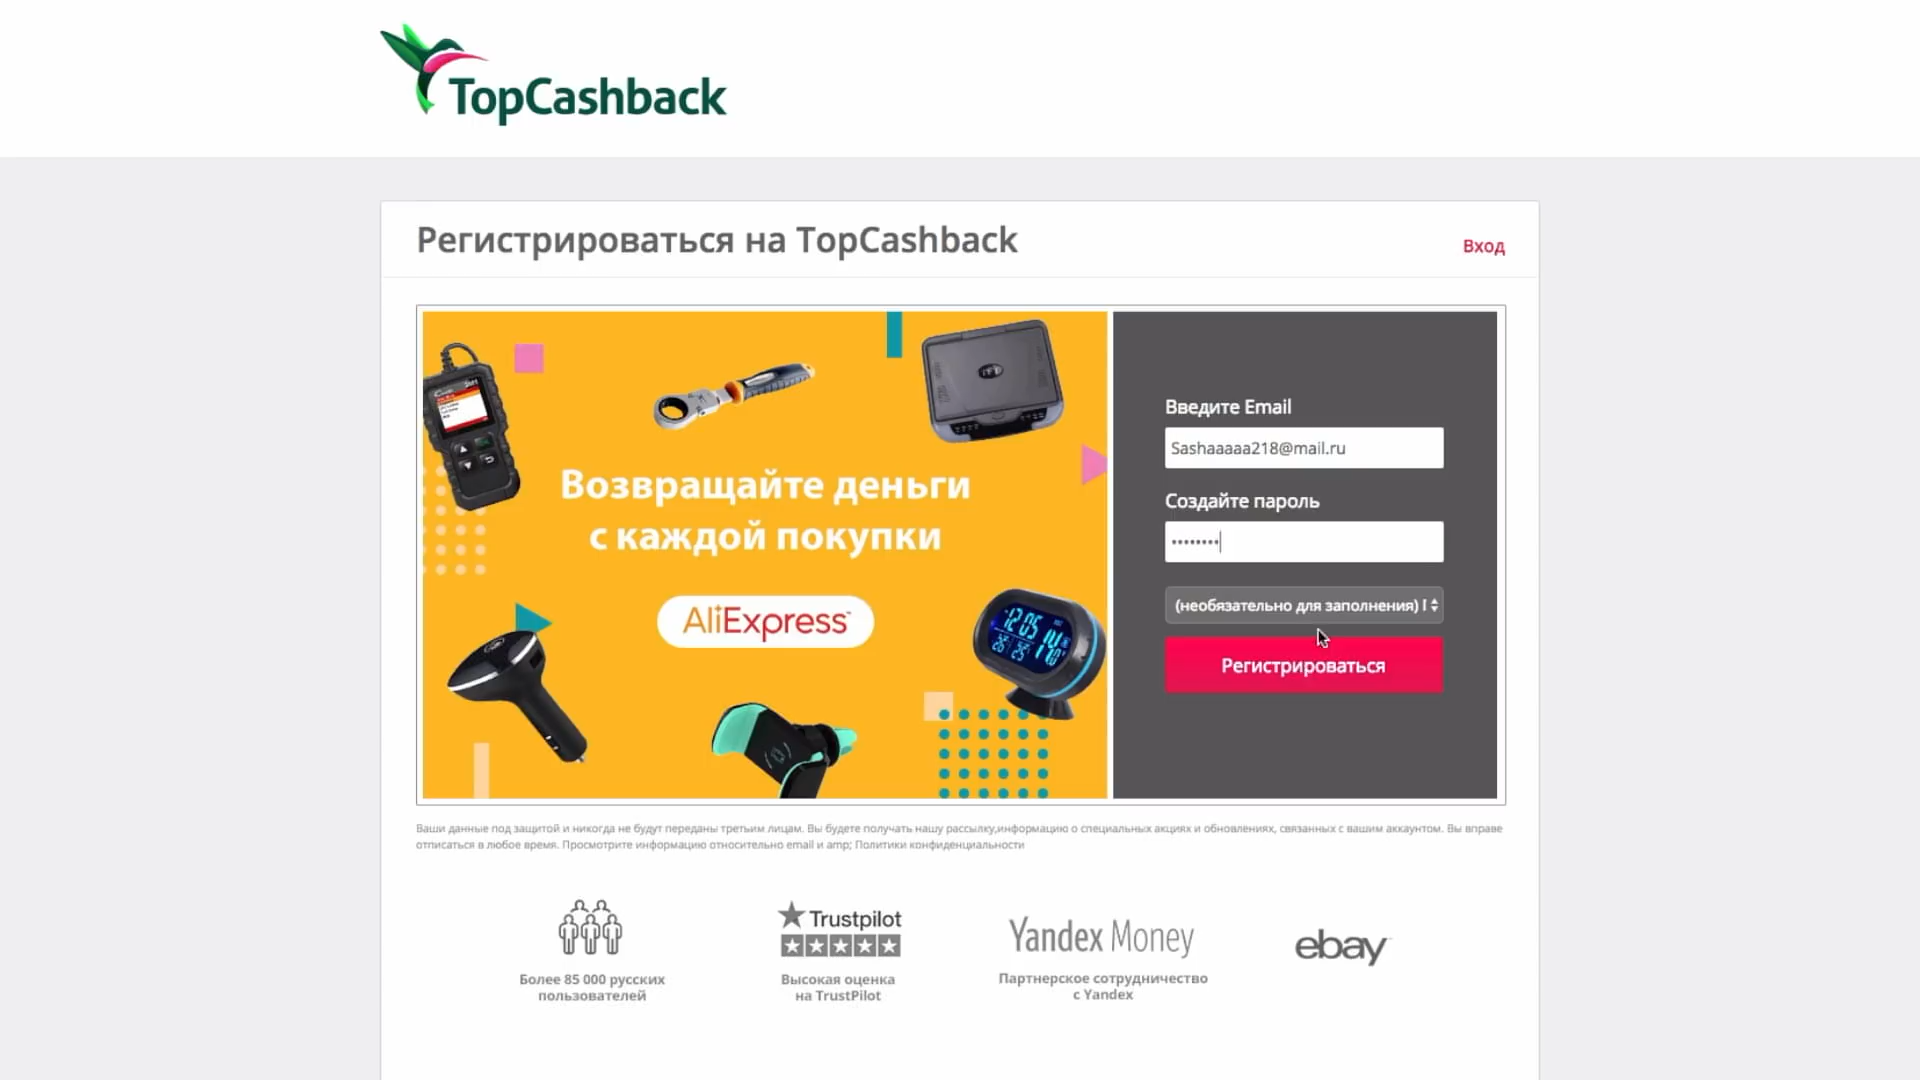 TopCashback
Регистрироваться на TopCashback
Вход
Возвращайте деньги
с каждой покупки
AliExpress
Введите Email
Sashaaaaa218@mail.ru
Создайте пароль
••••••••
(необязательно для заполнения)
Регистрироваться
Ваши данные под защитой и никогда не будут переданы третьим лицам. Вы будете получать нашу рассылку,информацию о специальных акциях и обновлениях, связанных с вашим аккаунтом. Вы вправе
отписаться в любое время. Просмотрите информацию относительно email и amp; Политики конфиденциальности
Более 85 000 русских
пользователей
Trustpilot
Высокая оценка
на TrustPilot
Yandex Money
Партнерское сотрудничество
с Yandex
ebay